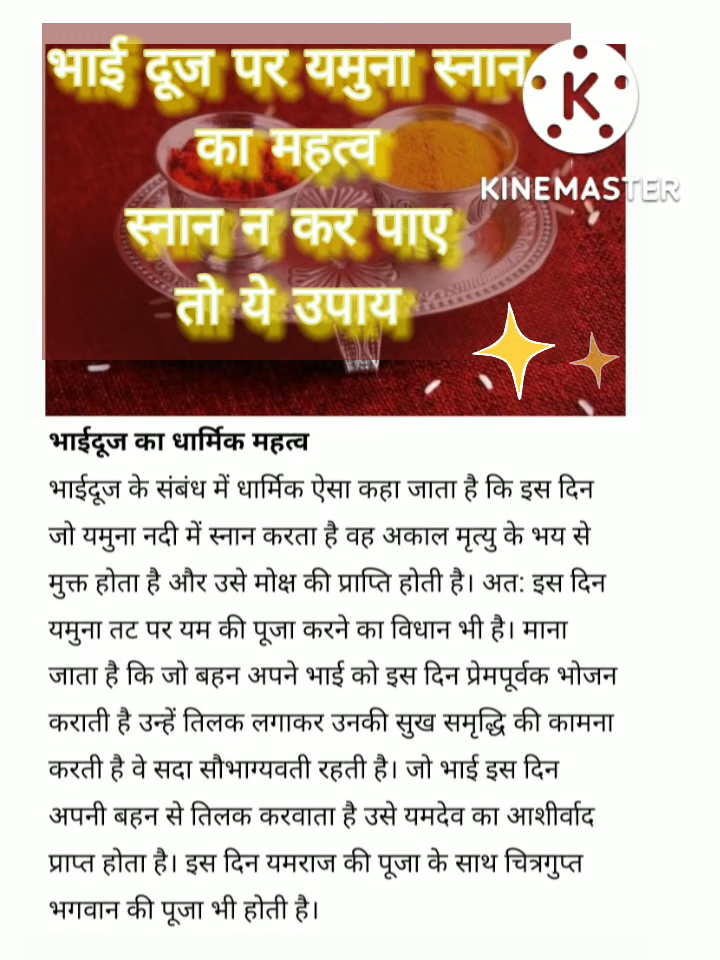 भाई दूज पर यमुना स्नान
का महत्व
स्नान न कर पाए
तो ये उपाय
K
KINEMASTER
भाईदूज का धार्मिक महत्व
भाईदूज के संबंध में धार्मिक ऐसा कहा जाता है कि इस दिन
जो यमुना नदी में स्नान करता है वह अकाल मृत्यु के भय से
मुक्त होता है और उसे मोक्ष की प्राप्ति होती है। अत: इस दिन
यमुना तट पर यम की पूजा करने का विधान भी है। माना
जाता है कि जो बहन अपने भाई को इस दिन प्रेमपूर्वक भोजन
कराती है उन्हें तिलक लगाकर उनकी सुख समृद्धि की कामना
करती है वे सदा सौभाग्यवती रहती है। जो भाई इस दिन
अपनी बहन से तिलक करवाता है उसे यमदेव का आशीर्वाद
प्राप्त होता है। इस दिन यमराज की पूजा के साथ चित्रगुप्त
भगवान की पूजा भी होती है।